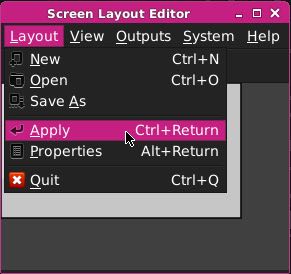 Screen Layout Editor
Layout View Outputs System Help
New Ctrl+N
Open Ctrl+O
Save As
Apply Ctrl+Return
Properties Alt+Return
Quit Ctrl+Q